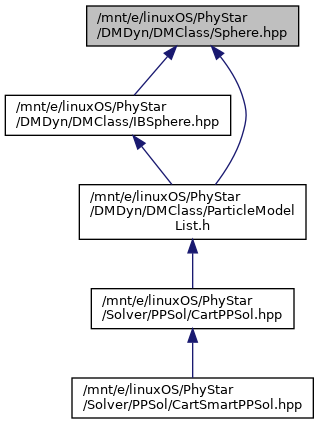 /mnt/e/linuxOS/PhyStar
/DMDyn/DMClass/Sphere.hpp
/mnt/e/linuxOS/PhyStar
/DMDyn/DMClass/IBSphere.hpp
/mnt/e/linuxOS/PhyStar
/DMDyn/DMClass/ParticleModel
List.h
/mnt/e/linuxOS/PhyStar
/Solver/PPSol/CartPPSol.hpp
/mnt/e/linuxOS/PhyStar
/Solver/PPSol/CartSmartPPSol.hpp